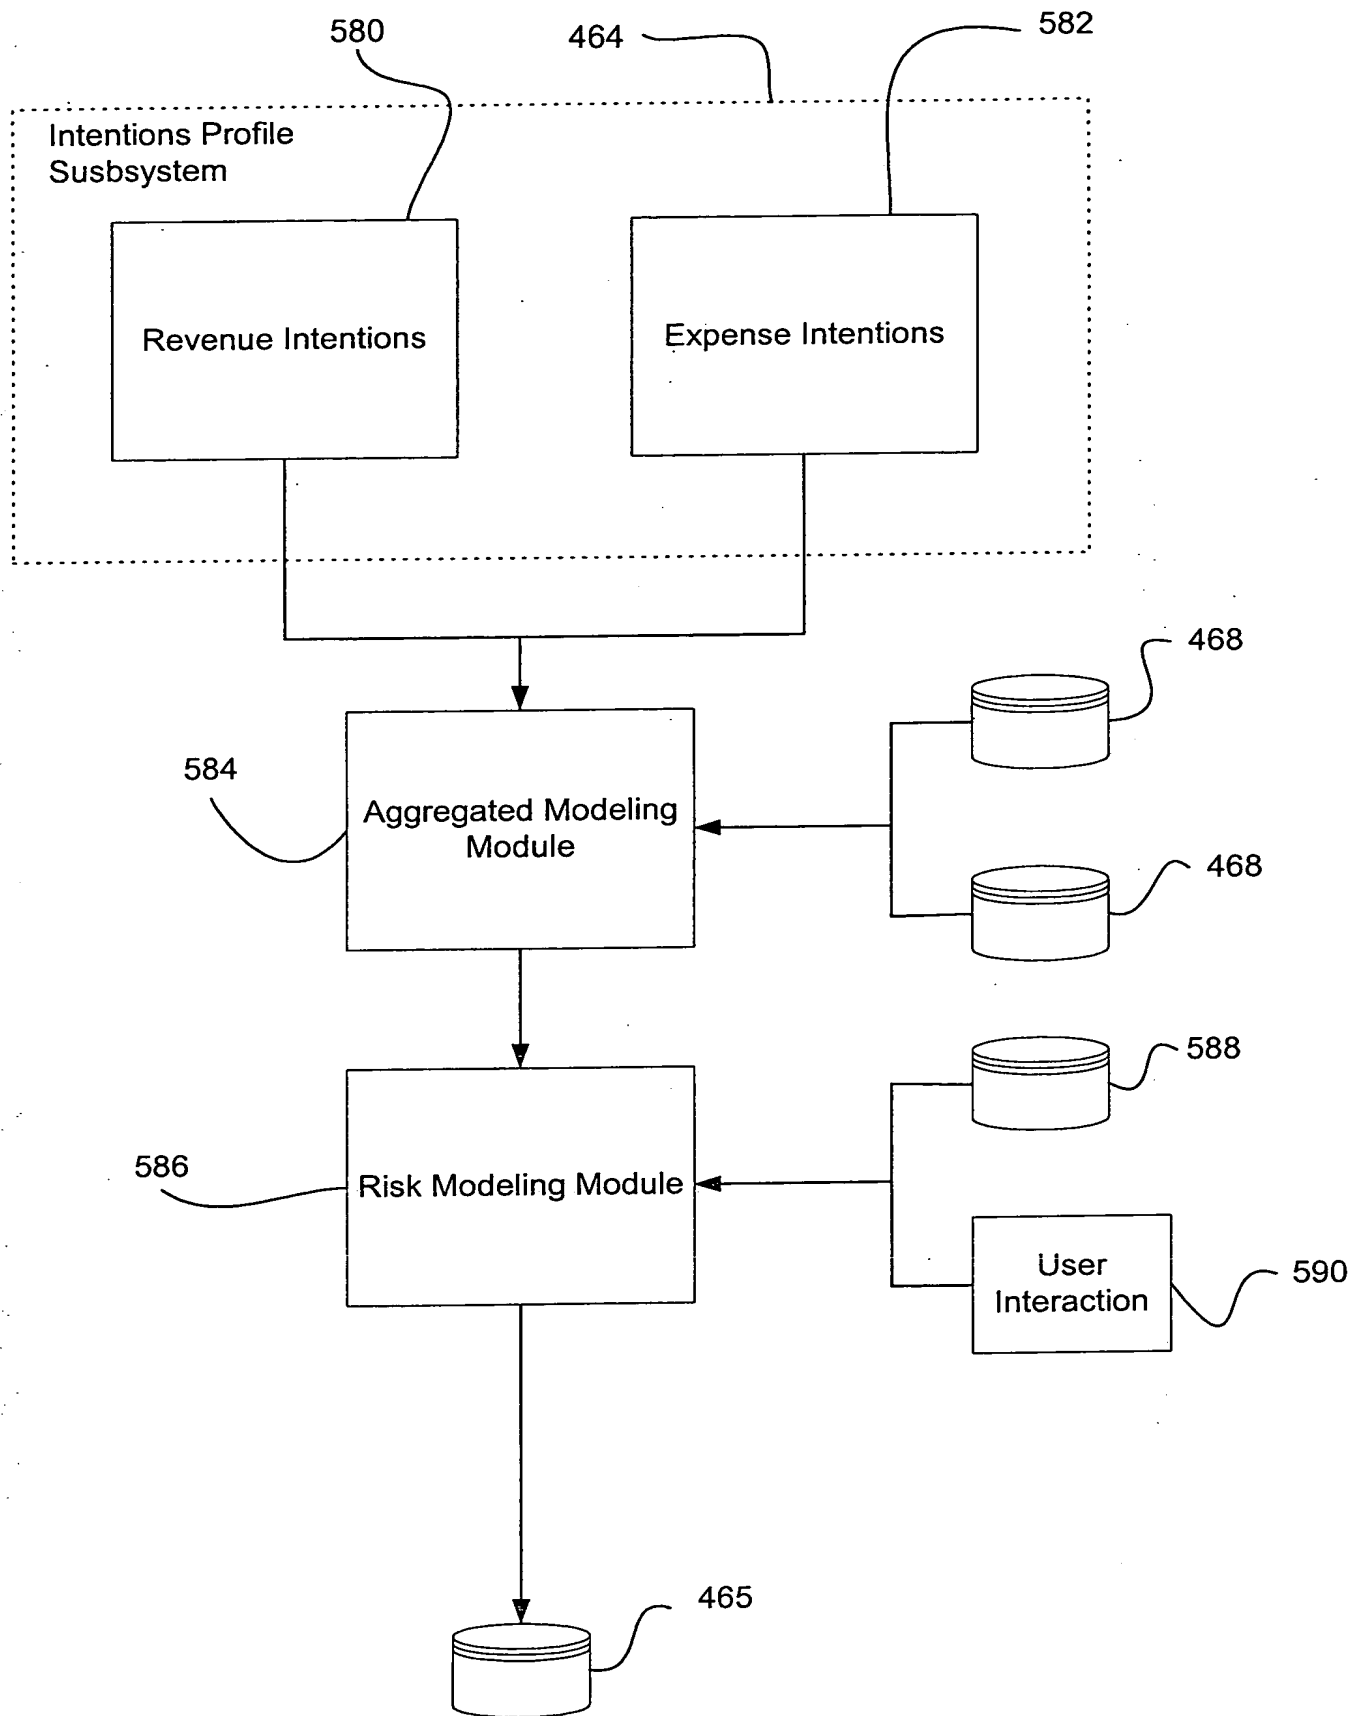 580
464
582
Intentions Profile
Susbsystem
Revenue Intentions
Expense Intentions
468
584
Aggregated Modeling
Module
468
588
586
Risk Modeling Module
User
Interaction
590
465